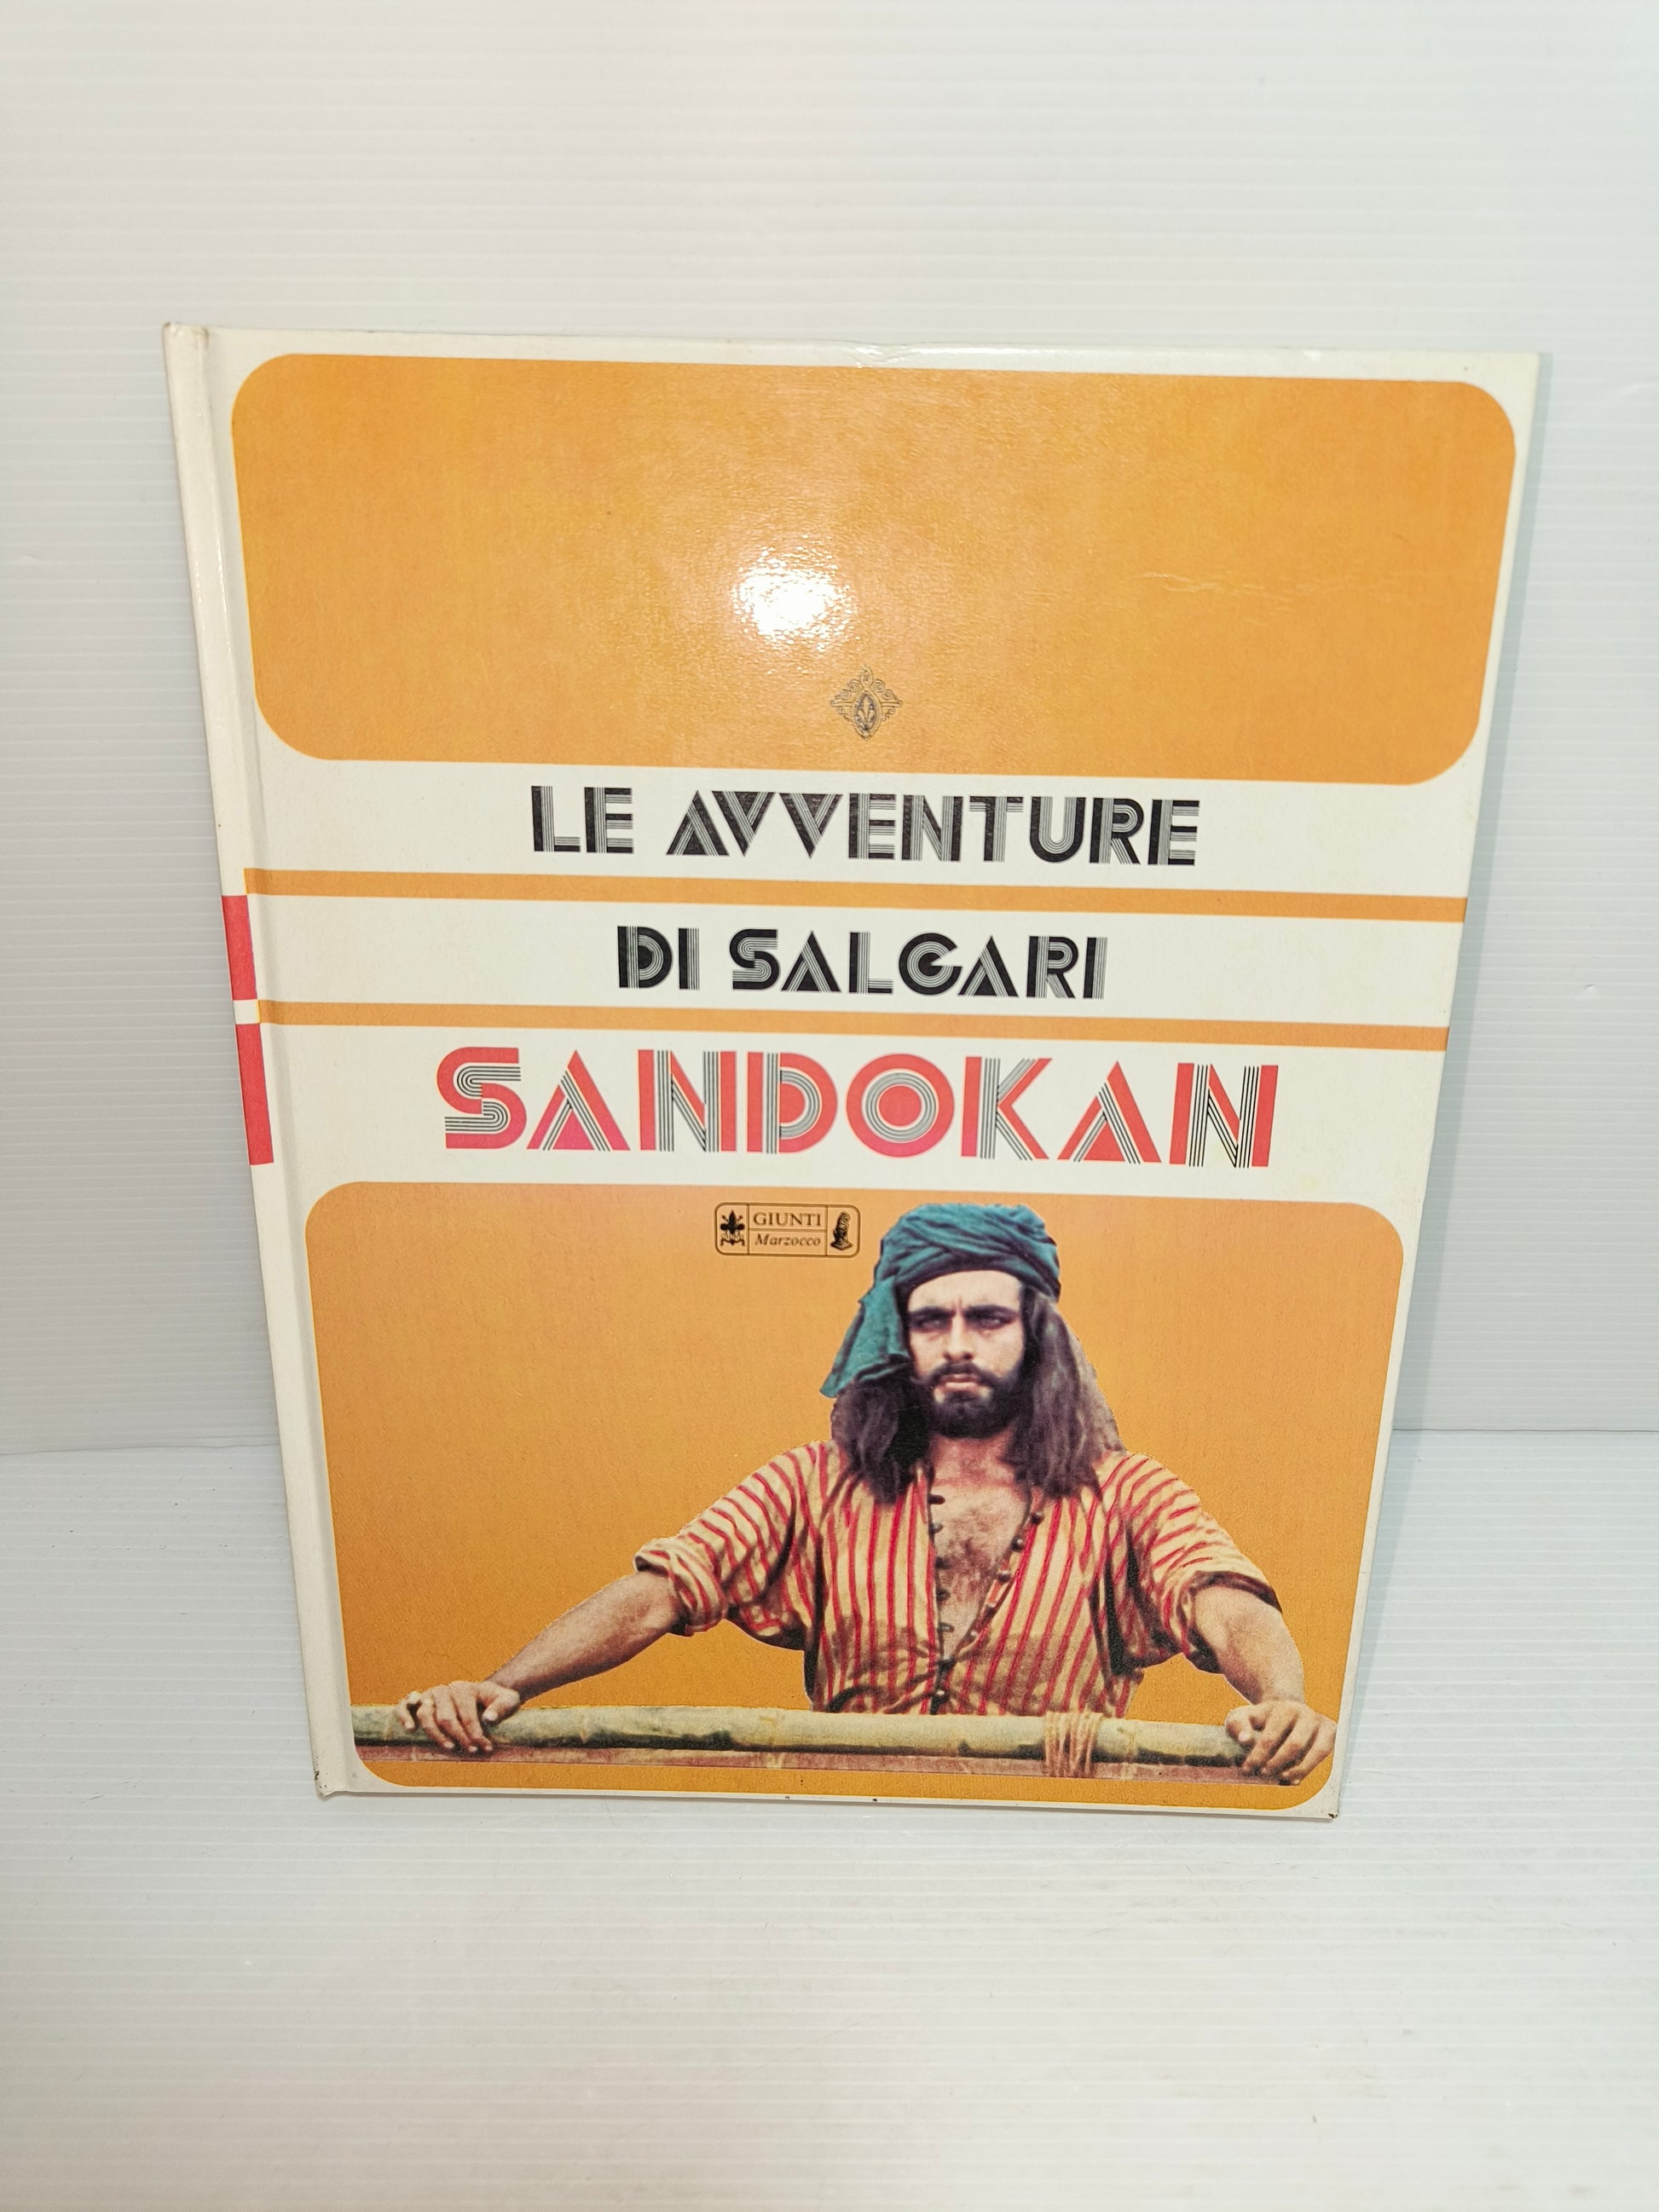 LE AVVENTURE
DI SALGARI
SANDOKAN
GIUNTI
Marzocco